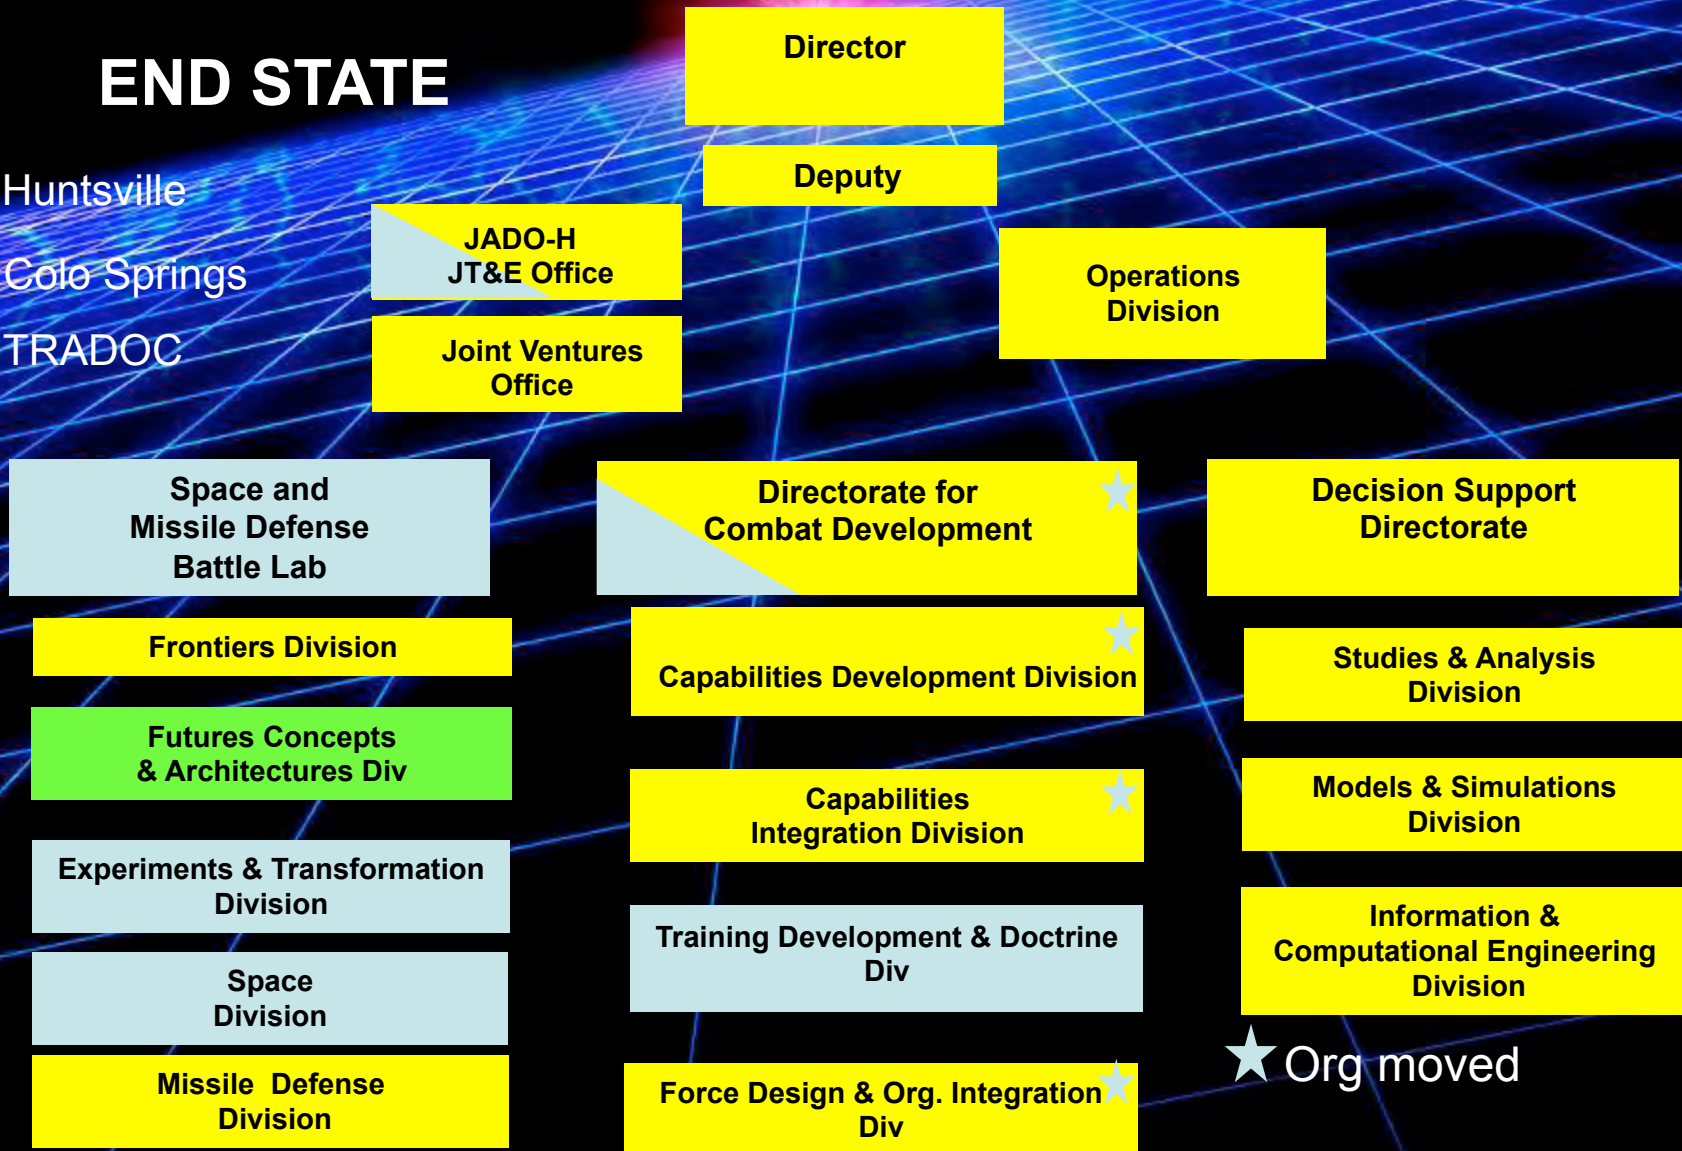 END STATE
Director
Deputy
Huntsville
Colo Springs
TRADOC
JADO-H
JT&E Office
Joint Ventures
Office
Operations
Division
Space and
Missile Defense
Battle Lab
Frontiers Division
Futures Concepts
& Architectures Div
Experiments & Transformation
Division
Space
Division
Missile Defense
Division
Directorate for
Combat Development
Capabilities Development Division
Capabilities
Integration Division
Training Development & Doctrine
Div
Force Design & Org. Integration
Div
Decision Support
Directorate
Studies & Analysis
Division
Models & Simulations
Division
Information &
Computational Engineering
Division
Org moved